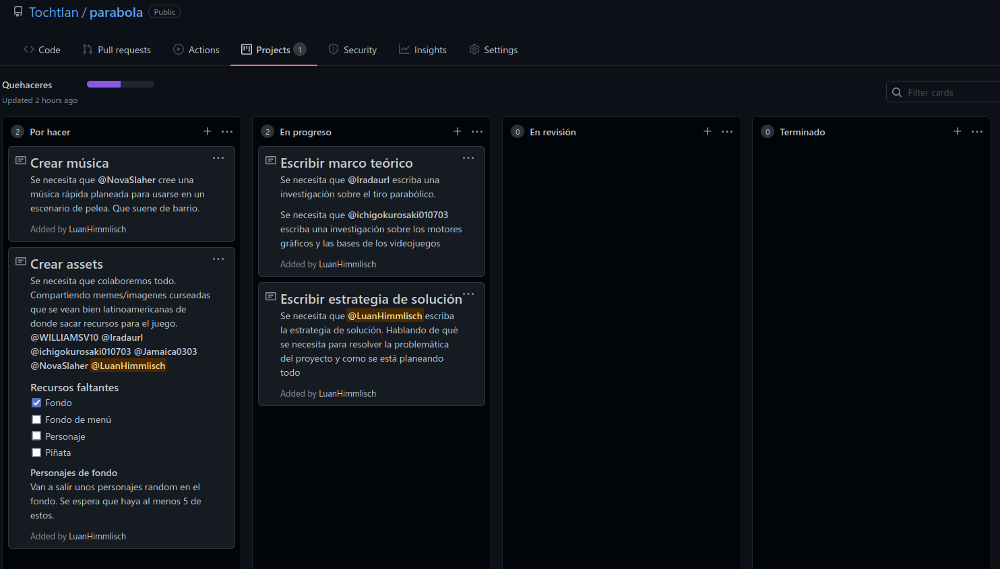 Tochtlan / parabola Public
Code Pull requests Actions Projects 1 Security Insights Settings
Quehaceres
Updated 2 hours ago
Filter cards
2 Por hacer
Crear música
Se necesita que @NovaSlaher cree una
música rápida planeada para usarse en un
escenario de pelea. Que suene de barrio.
Added by LuanHimmlisch
Crear assets
Se necesita que colaboremos todo.
Compartiendo memes/imagenes curseadas
que se vean bien latinoamericanas de
donde sacar recursos para el juego.
@WILLIAMSV10 @Iradaurl
@ichigokurosaki010703 @Jamaica0303
@NovaSlaher @LuanHimmlisch
Recursos faltantes
Fondo
Fondo de menú
Personaje
Piñata
Personajes de fondo
Van a salir unos personajes random en el
fondo. Se espera que haya al menos 5 de
estos.
Added by LuanHimmlisch
2 En progreso
Escribir marco teórico
Se necesita que @Iradaurl escriba una
investigación sobre el tiro parabólico.
Se necesita que @ichigokurosaki010703
escriba una investigación sobre los motores
gráficos y las bases de los videojuegos
Added by LuanHimmlisch
Escribir estrategia de solución
Se necesita que @LuanHimmlisch escriba
la estrategia de solución. Hablando de qué
se necesita para resolver la problemática
del proyecto y como se está planeando
todo
Added by LuanHimmlisch
0 En revisión
0 Terminado